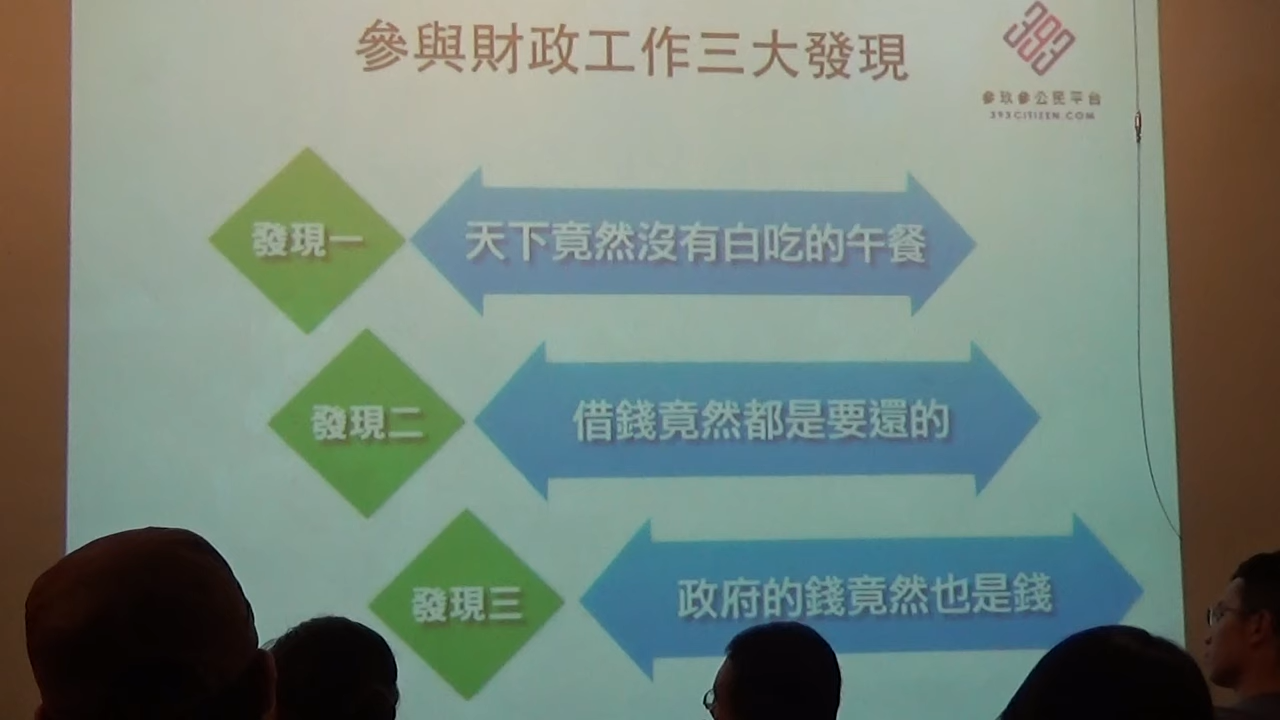 參與財政工作三大發現
393
參玖參公民平台
393CITIZEN.COM
發現一
天下竟然沒有白吃的午餐
發現二
借錢竟然都是要還的
發現三
政府的錢竟然也是錢